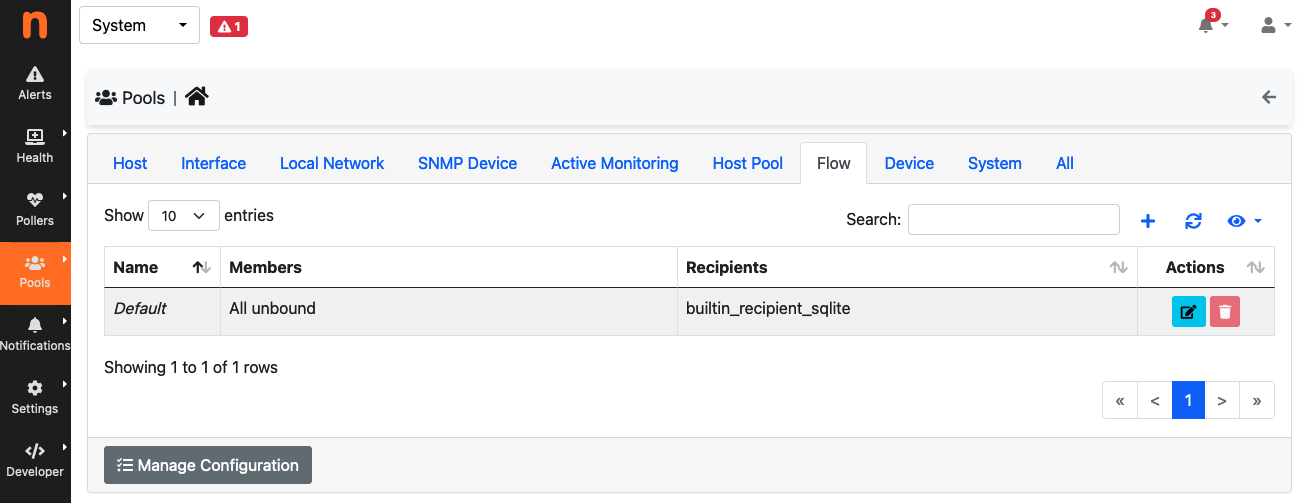 n
System
1
3
Alerts
Health
Pollers
Pools
Notifications
Settings
Developer
Pools |
Host Interface Local Network SNMP Device Active Monitoring Host Pool Flow Device System All
Show 10 entries
Search:
Name Members Recipients Actions
Default All unbound builtin_recipient_sqlite
Showing 1 to 1 of 1 rows
« < 1 > »
Manage Configuration